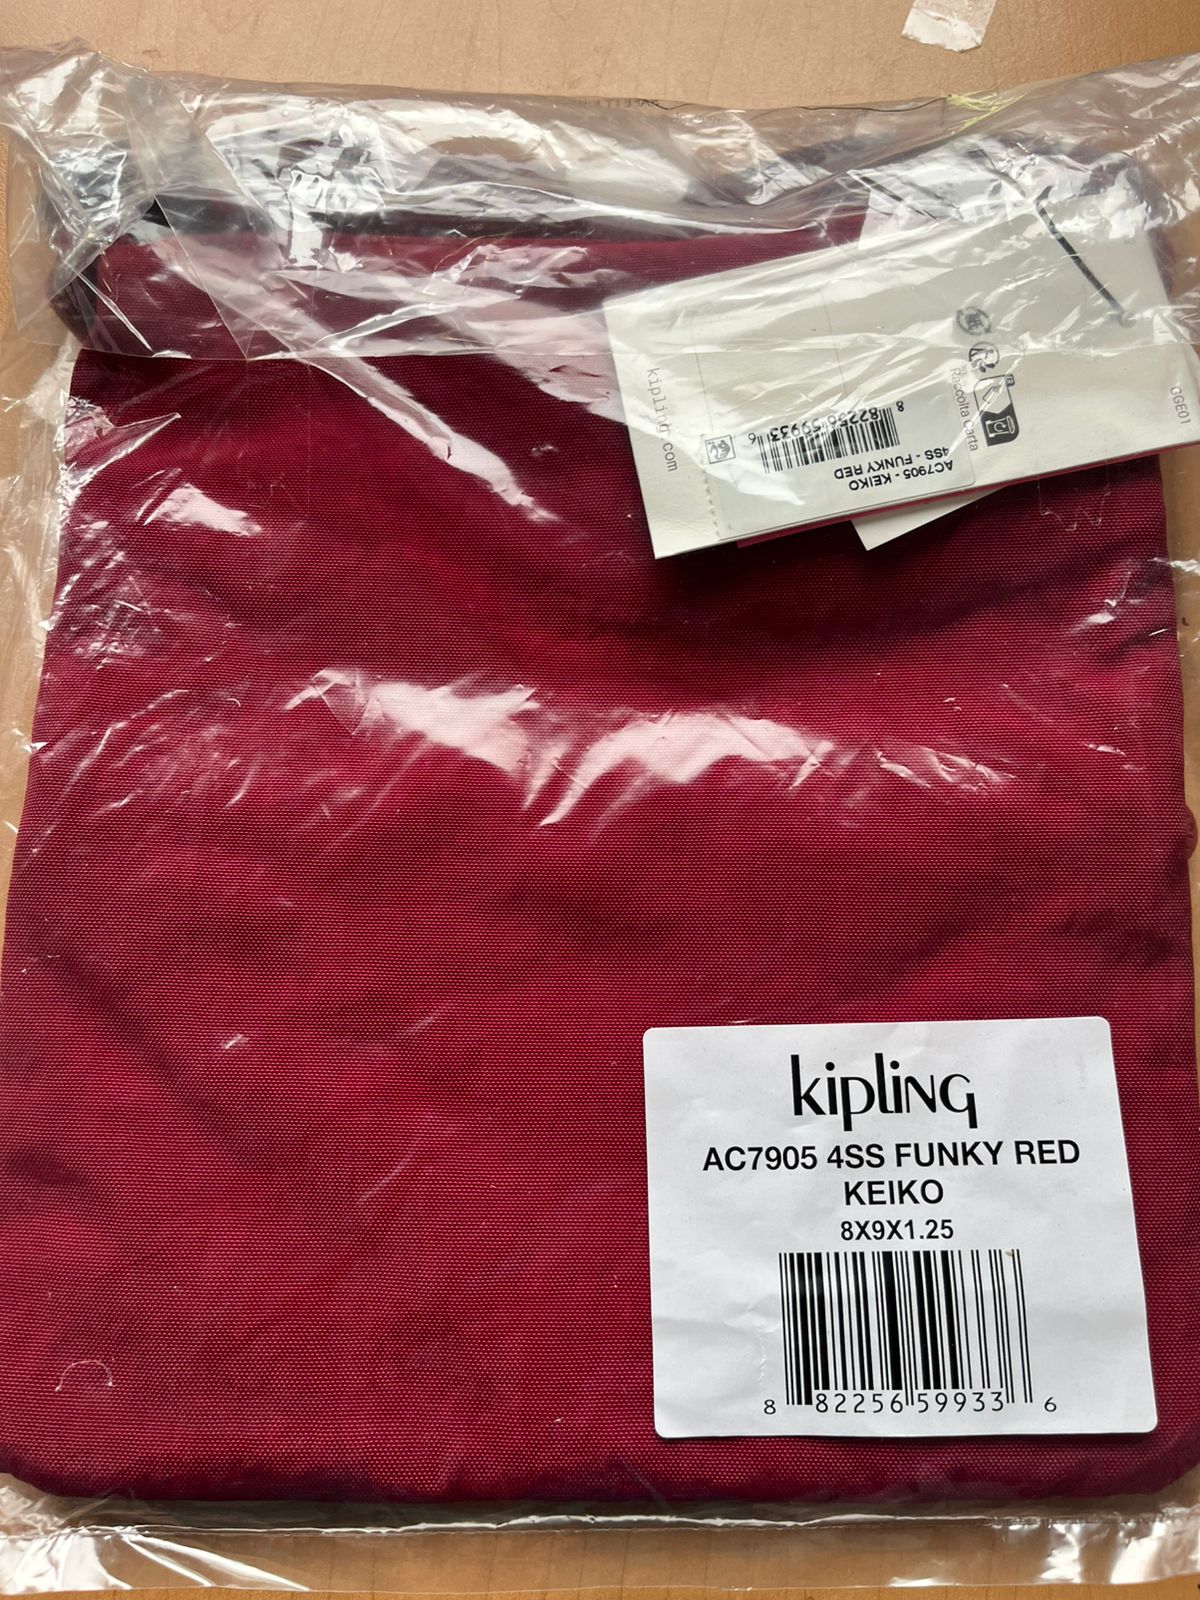 kipling.com
8
82256 59933
6
AC7905 - KEIKO
4SS - FUNKY RED
Raccolta carta
kipling
AC7905 4SS FUNKY RED
KEIKO
8X9X1.25
8 82256 59933 6